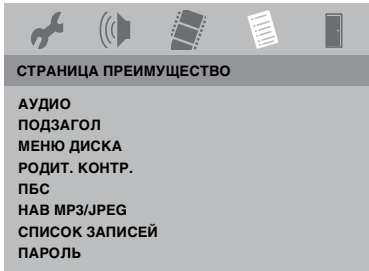 СТРАНИЦА ПРЕИМУЩЕСТВО
АУДИО
ПОДЗАГОЛ
МЕНЮ ДИСКА
РОДИТ. КОНТР.
ПБС
НАВ MP3/JPEG
СПИСОК ЗАПИСЕЙ
ПАРОЛЬ